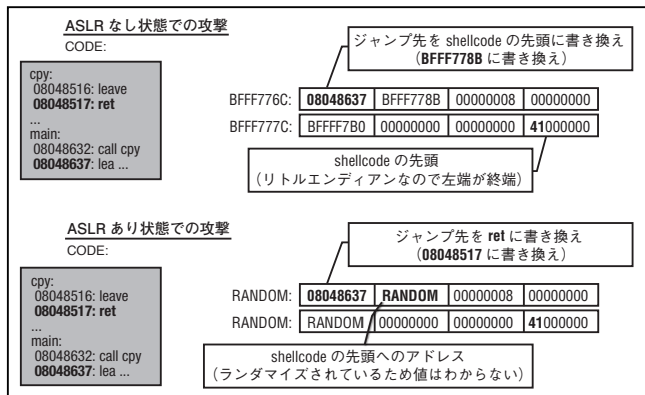 ASLR なし状態での攻撃
CODE:
cpy:
08048516: leave
08048517: ret
...
main:
08048632: call cpy
08048637: lea ...
ジャンプ先を shellcode の先頭に書き換え
（BFFF778B に書き換え）
BFFF776C: 08048637 BFFF778B 00000008 00000000
BFFF777C: BFFFF7B0 00000000 00000000 41000000
shellcode の先頭
（リトルエンディアンなので左端が終端）
ASLR あり状態での攻撃
CODE:
cpy:
08048516: leave
08048517: ret
...
main:
08048632: call cpy
08048637: lea ...
ジャンプ先を ret に書き換え
（08048517 に書き換え）
RANDOM: 08048637 RANDOM 00000008 00000000
RANDOM: RANDOM 00000000 00000000 41000000
shellcode の先頭へのアドレス
（ランダマイズされているため値はわからない）